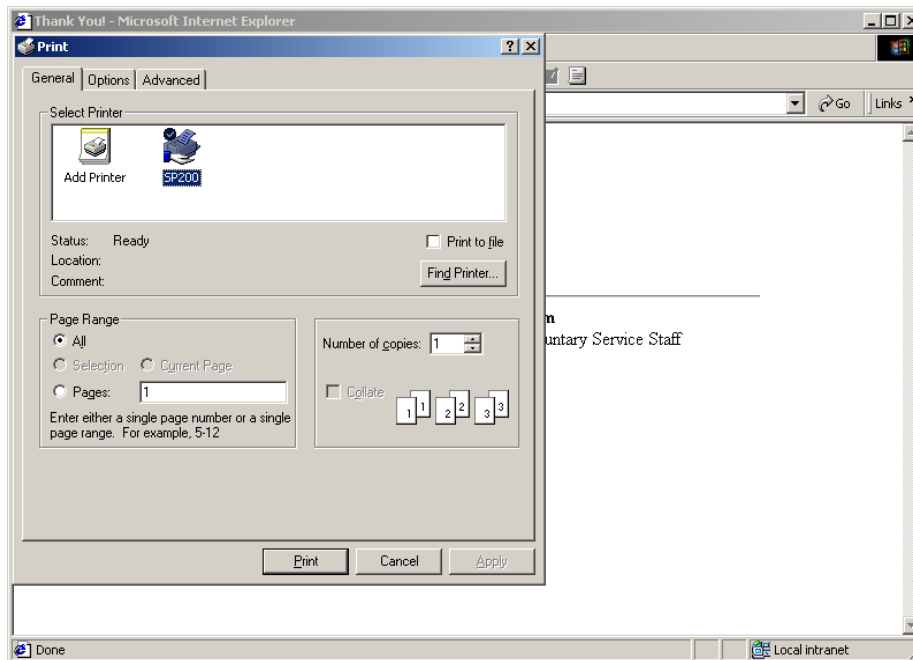 Thank You! - Microsoft Internet Explorer
Print
General Options Advanced
Go Links
Select Printer
Add Printer SP200
Status: Ready
Print to file
Location:
Comment:
Find Printer...
Page Range
All
Selection Current Page
Pages: 1
Enter either a single page number or a single
page range. For example, 5-12
Number of copies: 1
Collate
1 1 2 2 3 3
n
untary Service Staff
Print Cancel Apply
Done Local intranet